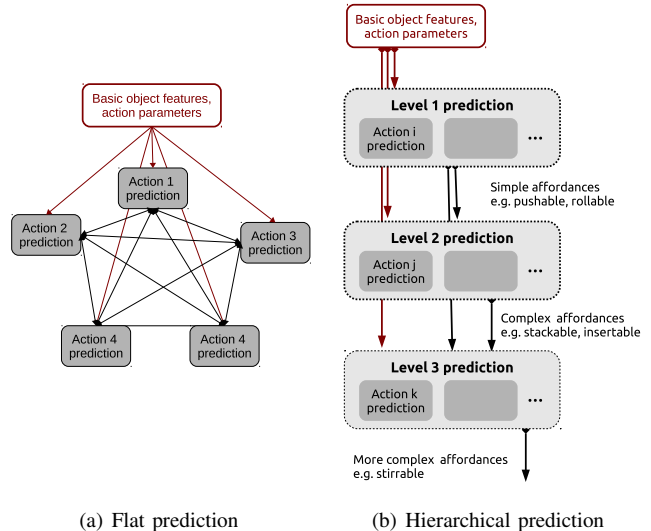 Basic object features,
action parameters
Action 1
prediction
Action 2
prediction
Action 3
prediction
Action 4
prediction
Action 4
prediction
(a) Flat prediction
Basic object features,
action parameters
Level 1 prediction
Action i
prediction
...
Simple affordances
e.g. pushable, rollable
Level 2 prediction
Action j
prediction
...
Complex affordances
e.g. stackable, insertable
Level 3 prediction
Action k
prediction
...
More complex affordances
e.g. stirrable
(b) Hierarchical prediction